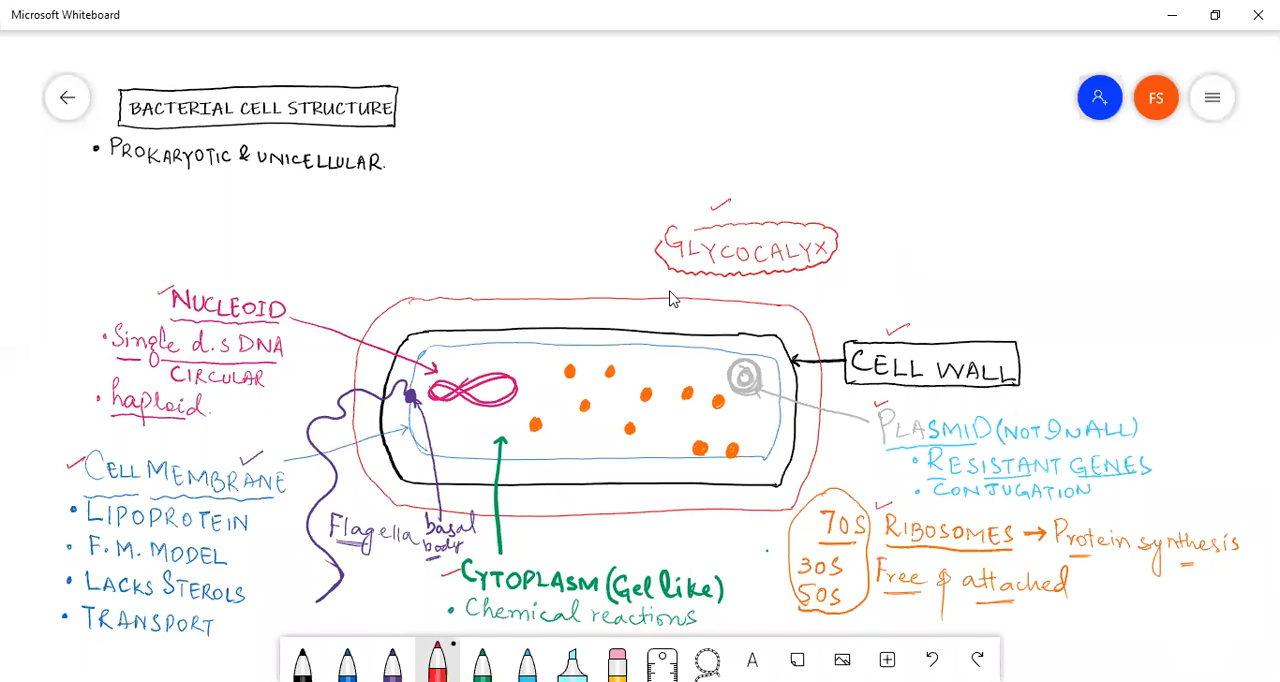 Microsoft Whiteboard
BACTERIAL CELL STRUCTURE
• PROKARYOTIC & UNICELLULAR.
FS
GLYCOCALYX
NUCLEOID
• Single d.s DNA
CIRCULAR
• haploid.
CELL WALL
PLASMID (NOT IN ALL)
• RESISTANT GENES
• CONJUGATION
CELL MEMBRANE
• LIPOPROTEIN
• F.M. MODEL
• LACKS STEROLS
• TRANSPORT
Flagella basal
body
CYTOPLASM (Gel like)
• Chemical reactions
70S
30S
50S
RIBOSOMES → Protein synthesis
Free & attached
A